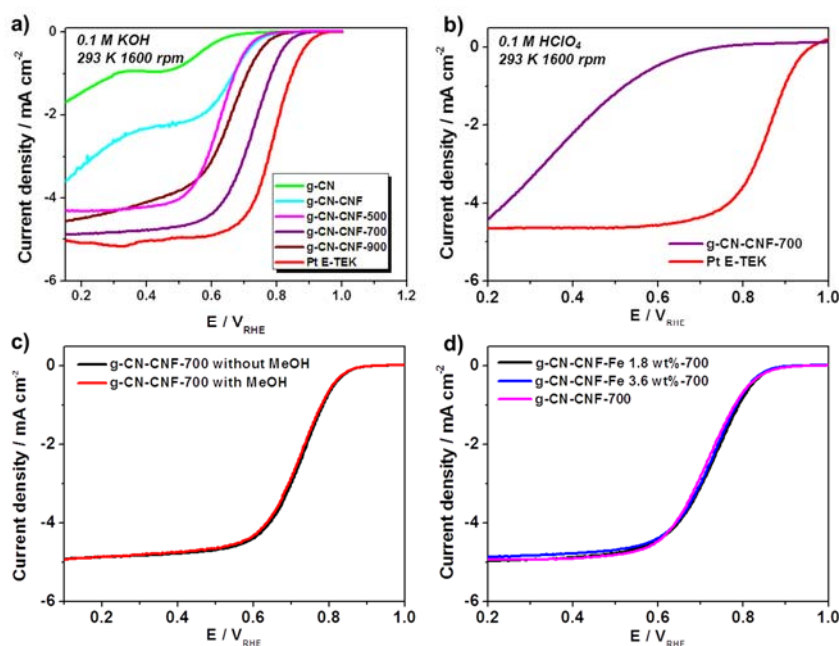 a)
0.1 M KOH
293 K 1600 rpm
g-CN
g-CN-CNF
g-CN-CNF-500
g-CN-CNF-700
g-CN-CNF-900
Pt E-TEK
Current density / mA cm⁻²
0
-2
-4
-6
0.2 0.4 0.6 0.8 1.0 1.2
E / V_RHE
b)
0.1 M HClO₄
293 K 1600 rpm
g-CN-CNF-700
Pt E-TEK
Current density / mA cm⁻²
0
-2
-4
-6
0.2 0.4 0.6 0.8 1.0
E / V_RHE
c)
g-CN-CNF-700 without MeOH
g-CN-CNF-700 with MeOH
Current density / mA cm⁻²
0
-2
-4
-6
0.2 0.4 0.6 0.8 1.0
E / V_RHE
d)
g-CN-CNF-Fe 1.8 wt%-700
g-CN-CNF-Fe 3.6 wt%-700
g-CN-CNF-700
Current density / mA cm⁻²
0
-2
-4
-6
0.2 0.4 0.6 0.8 1.0
E / V_RHE